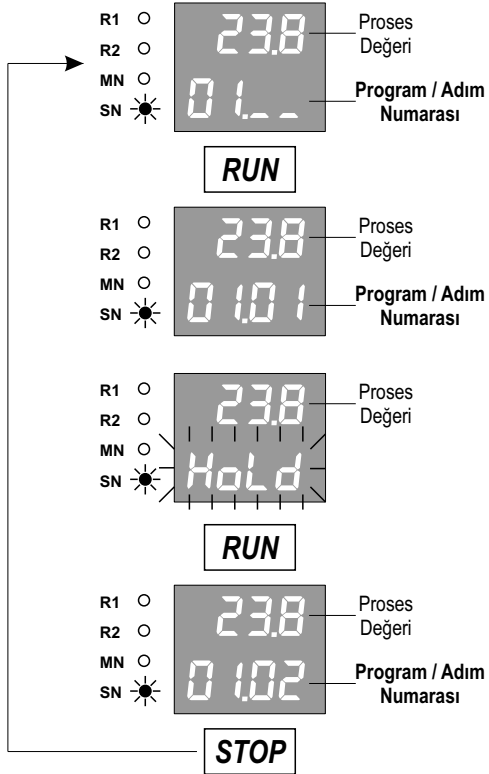 R1
R2
MN
SN
23.8
01._ _
Proses
Değeri
Program / Adım
Numarası
RUN
R1
R2
MN
SN
23.8
01.01
Proses
Değeri
Program / Adım
Numarası
R1
R2
MN
SN
23.8
HoLd
Proses
Değeri
RUN
R1
R2
MN
SN
23.8
01.02
Proses
Değeri
Program / Adım
Numarası
STOP